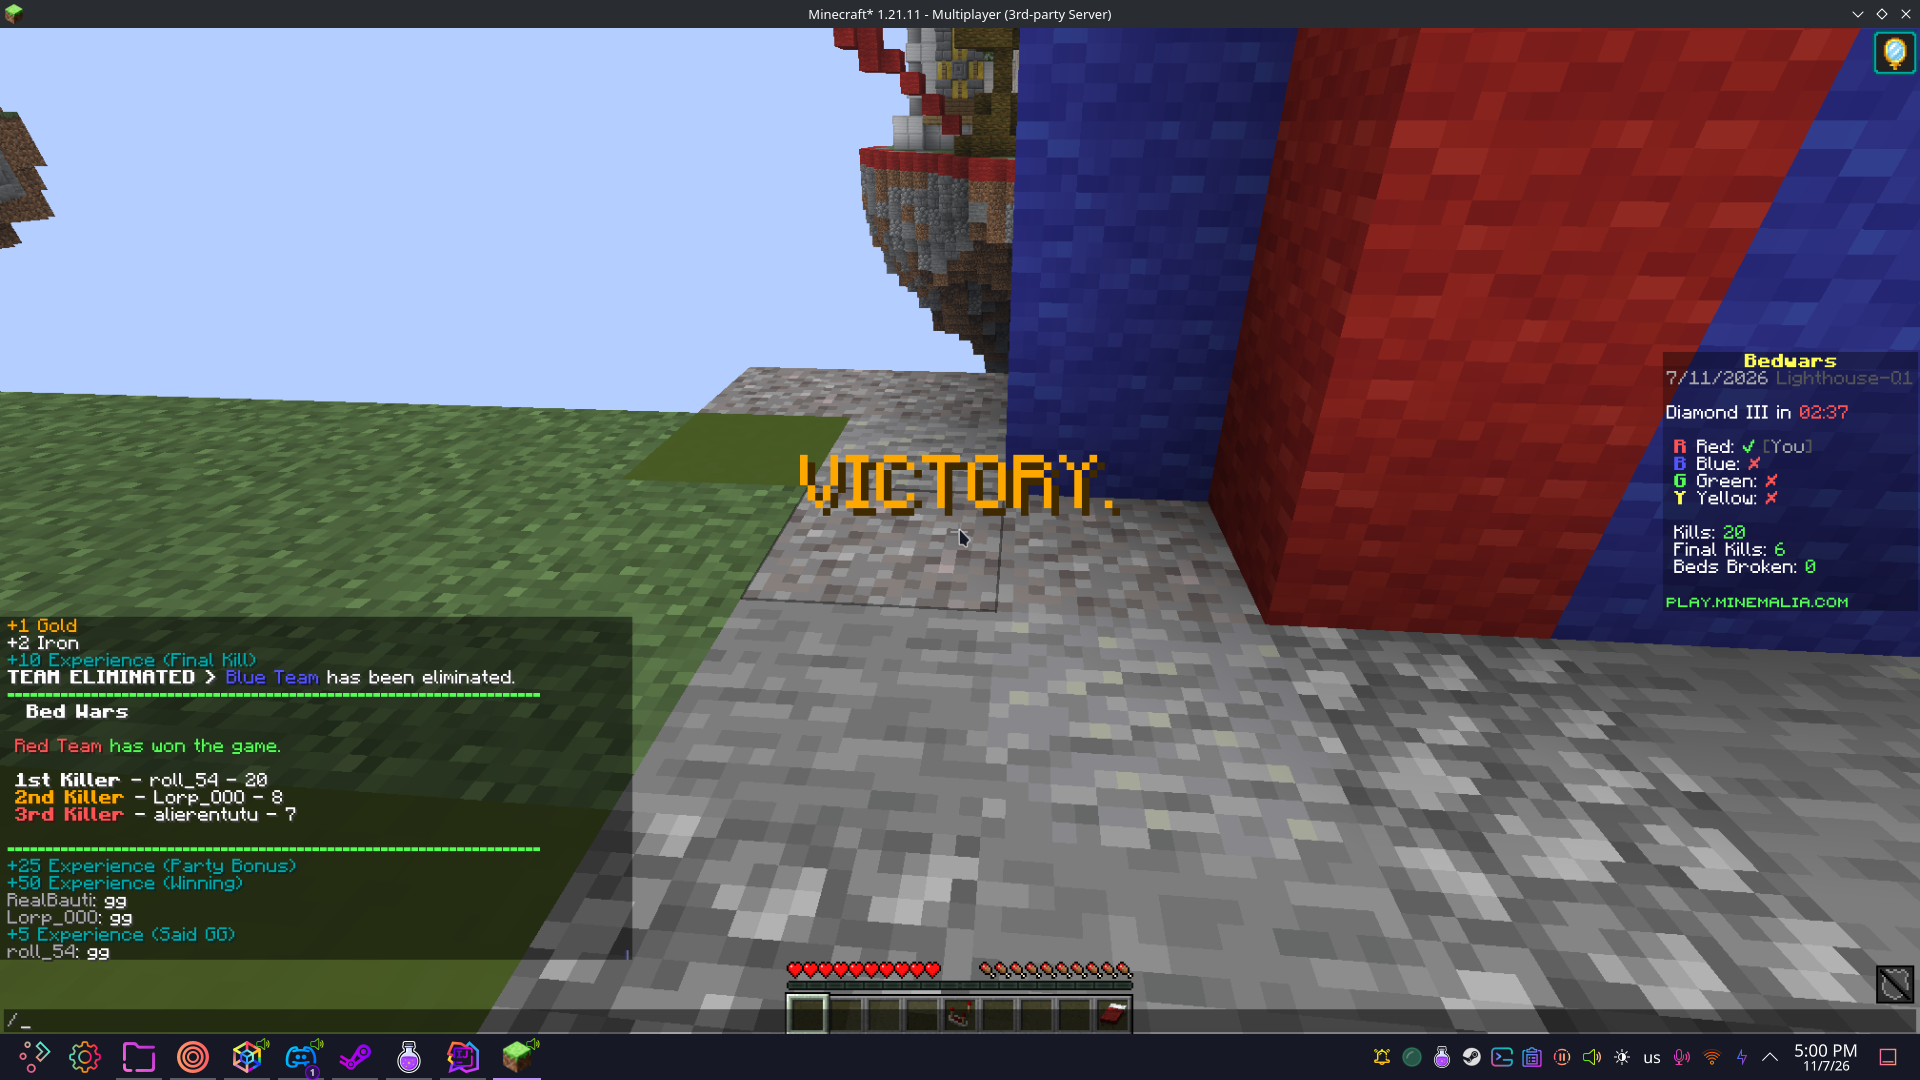 Minecraft* 1.21.11 - Multiplayer (3rd-party Server)
Bedwars
7/11/2026 Lighthouse-Q1
Diamond III in 02:37
R Red: ✓ [You]
B Blue: ✗
G Green: ✗
Y Yellow: ✗
Kills: 20
Final Kills: 6
Beds Broken: 0
PLAY.MINEMALIA.COM
VICTORY.
+1 Gold
+2 Iron
+10 Experience (Final Kill)
TEAM ELIMINATED > Blue Team has been eliminated.
Bed Wars
Red Team has won the game.
1st Killer - roll_54 - 20
2nd Killer - Lorp_000 - 8
3rd Killer - alierentutu - 7
+25 Experience (Party Bonus)
+50 Experience (Winning)
RealBauti: gg
Lorp_000: gg
+5 Experience (Said GG)
roll_54: gg
/_
1
us
5:00 PM
11/7/26